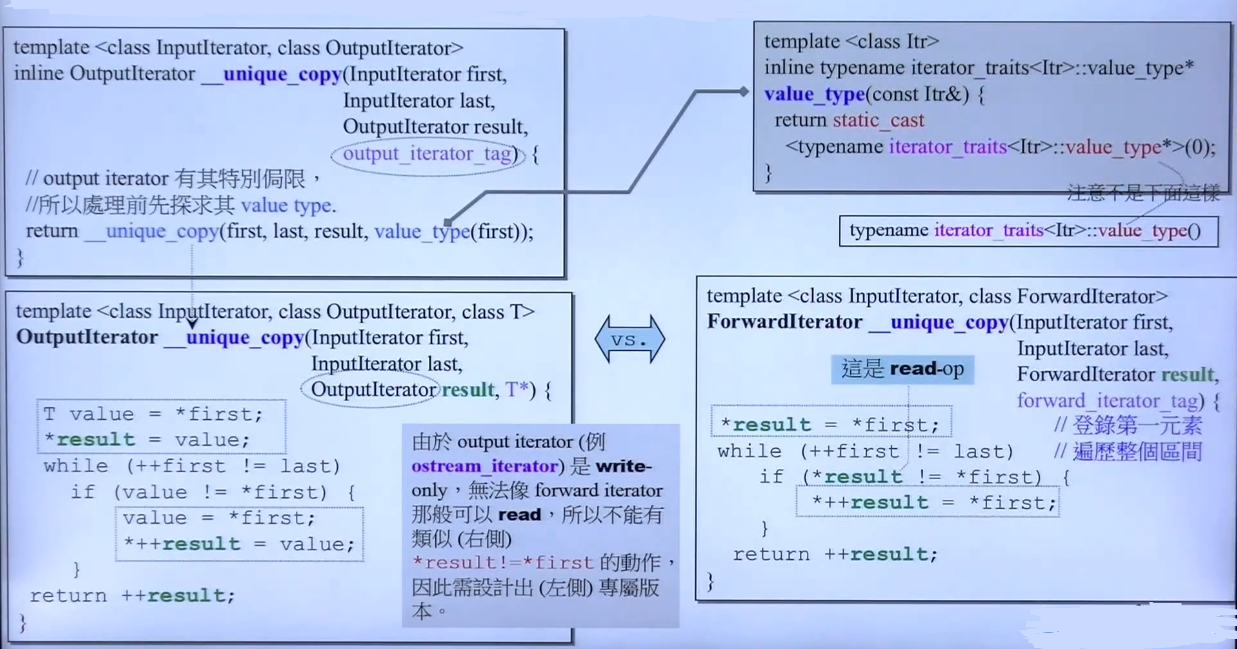 template <class InputIterator, class OutputIterator>
inline OutputIterator __unique_copy(InputIterator first,
InputIterator last,
OutputIterator result,
output_iterator_tag) {
// output iterator 有其特別侷限，
//所以處理前先探求其 value type.
return __unique_copy(first, last, result, value_type(first));
}
template <class Itr>
inline typename iterator_traits<Itr>::value_type*
value_type(const Itr&) {
return static_cast
<typename iterator_traits<Itr>::value_type*>(0);
}
注意不是下面這樣
typename iterator_traits<Itr>::value_type()
template <class InputIterator, class OutputIterator, class T>
OutputIterator __unique_copy(InputIterator first,
InputIterator last,
OutputIterator result, T*) {
T value = *first;
*result = value;
while (++first != last)
if (value != *first) {
value = *first;
*++result = value;
}
return ++result;
}
由於 output iterator (例
ostream_iterator) 是 write-
only，無法像 forward iterator
那般可以 read，所以不能有
類似 (右側)
*result!=*first 的動作，
因此需設計出 (左側) 專屬版
本。
vs.
template <class InputIterator, class ForwardIterator>
ForwardIterator __unique_copy(InputIterator first,
InputIterator last,
ForwardIterator result,
forward_iterator_tag) {
這是 read-op
*result = *first; // 登錄第一元素
while (++first != last) // 遍歷整個區間
if (*result != *first) {
*++result = *first;
}
return ++result;
}